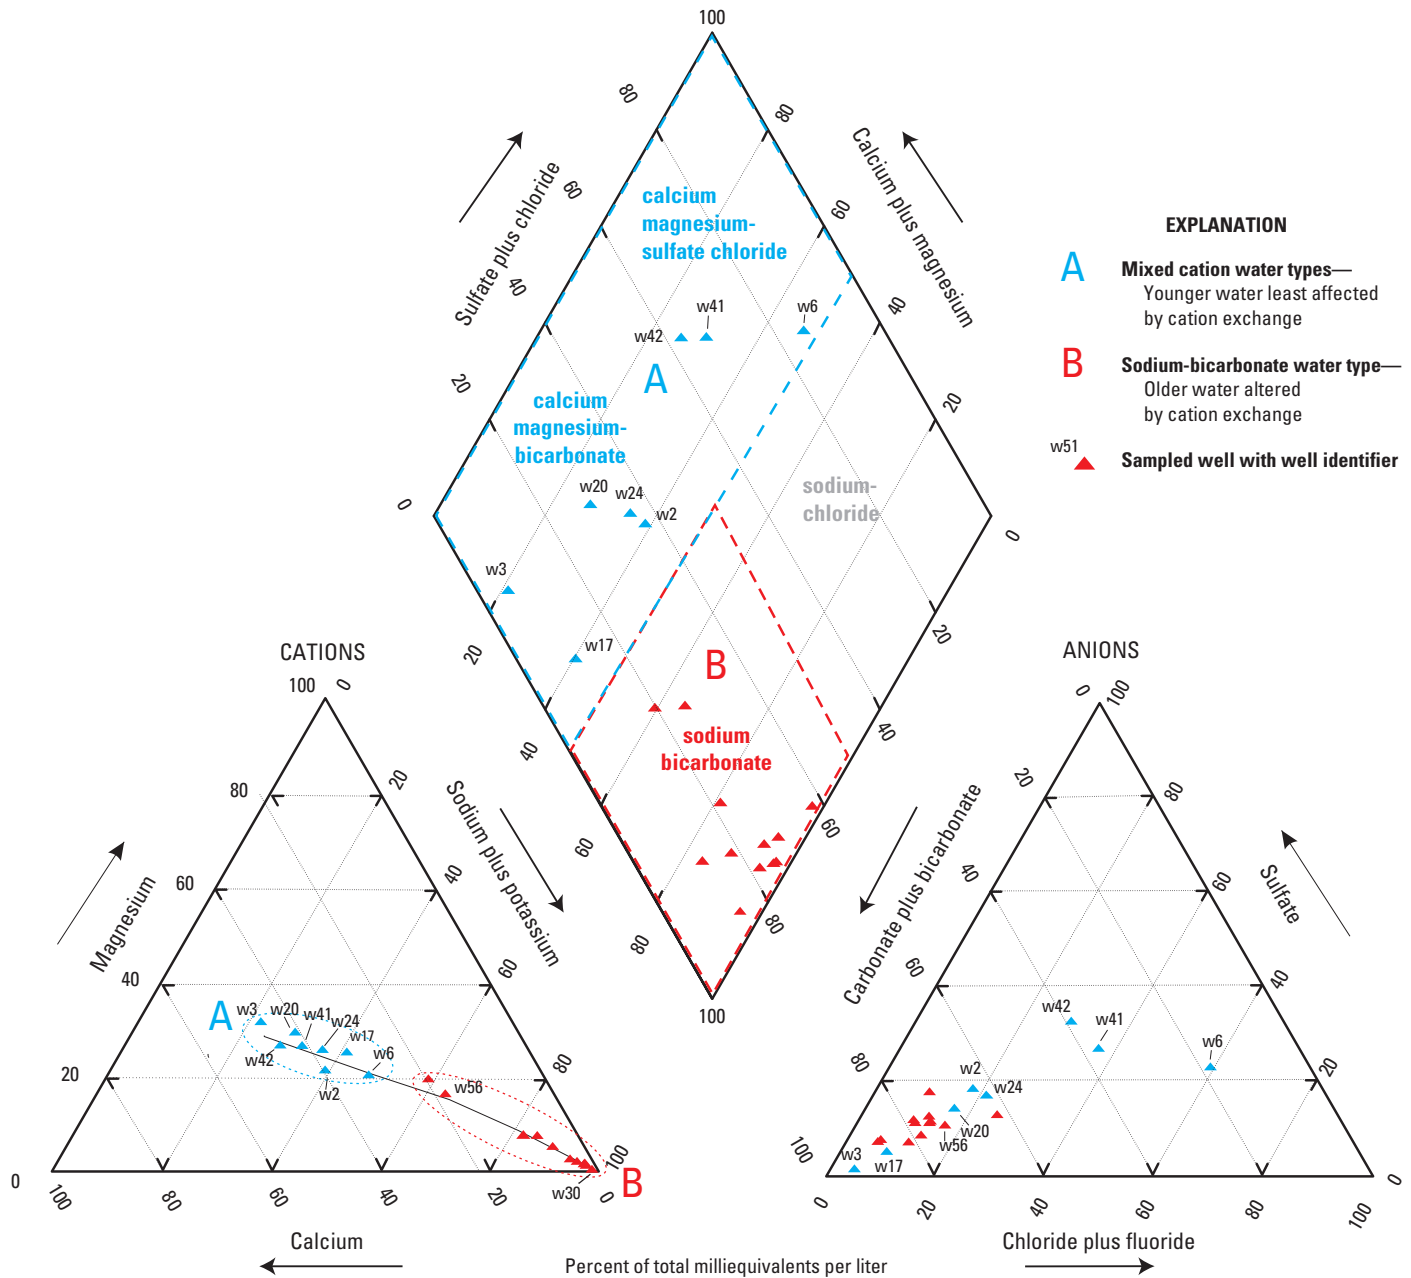 100
80
80
Sulfate plus chloride
Calcium plus magnesium
60
60
40
40
20
20
0
0
calcium
magnesium-
sulfate chloride
w41
w6
w42
A
calcium
magnesium-
bicarbonate
w20
w24
w2
sodium-
chloride
w3
w17
B
sodium
bicarbonate
20
20
40
40
60
60
80
80
100
Sodium plus potassium
Carbonate plus bicarbonate
EXPLANATION
A
Mixed cation water types—
Younger water least affected
by cation exchange
B
Sodium-bicarbonate water type—
Older water altered
by cation exchange
w51
Sampled well with well identifier
CATIONS
100
0
80
20
60
40
Magnesium
40
60
20
80
0
100
A
w3
w20
w41
w24
w17
w42
w6
w2
w56
w30
B
100
80
60
40
20
0
Calcium
ANIONS
0
100
20
80
40
60
Sulfate
60
40
80
20
100
0
w42
w41
w6
w2
w24
w20
w56
w3
w17
0
20
40
60
80
100
Chloride plus fluoride
Percent of total milliequivalents per liter